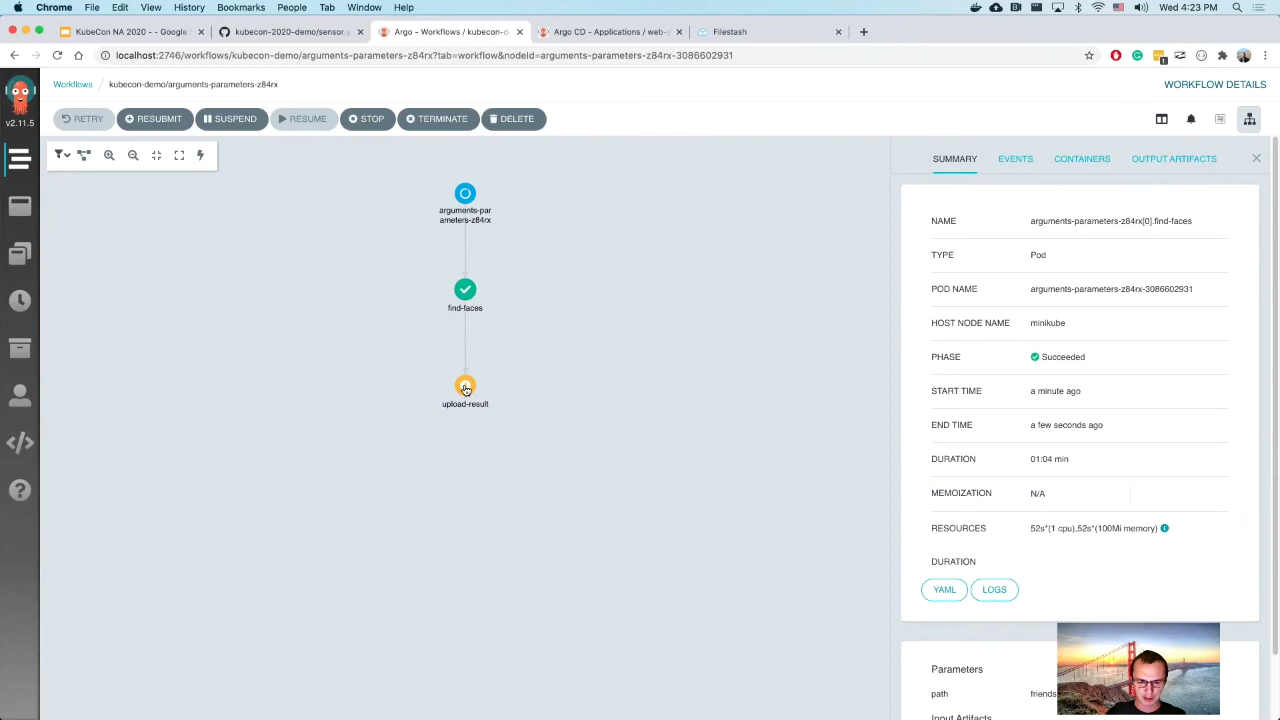 Chrome File Edit View History Bookmarks People Tab Window Help Wed 4:23 PM
KubeCon NA 2020 - - Google kubecon-2020-demo/sensor.y Argo - Workflows / kubecon-d Argo CD - Applications / web-s Filestash
localhost:2746/workflows/kubecon-demo/arguments-parameters-z84rx?tab=workflow&nodeId=arguments-parameters-z84rx-3086602931
v2.11.5
Workflows / kubecon-demo/arguments-parameters-z84rx WORKFLOW DETAILS
RETRY RESUBMIT SUSPEND RESUME STOP TERMINATE DELETE
arguments-par
ameters-z84rx
find-faces
upload-result
SUMMARY EVENTS CONTAINERS OUTPUT ARTIFACTS
NAME arguments-parameters-z84rx[0].find-faces
TYPE Pod
POD NAME arguments-parameters-z84rx-3086602931
HOST NODE NAME minikube
PHASE Succeeded
START TIME a minute ago
END TIME a few seconds ago
DURATION 01:04 min
MEMOIZATION N/A
RESOURCES 52s*(1 cpu),52s*(100Mi memory)
DURATION
YAML LOGS
Parameters
path friends
Input Artifacts